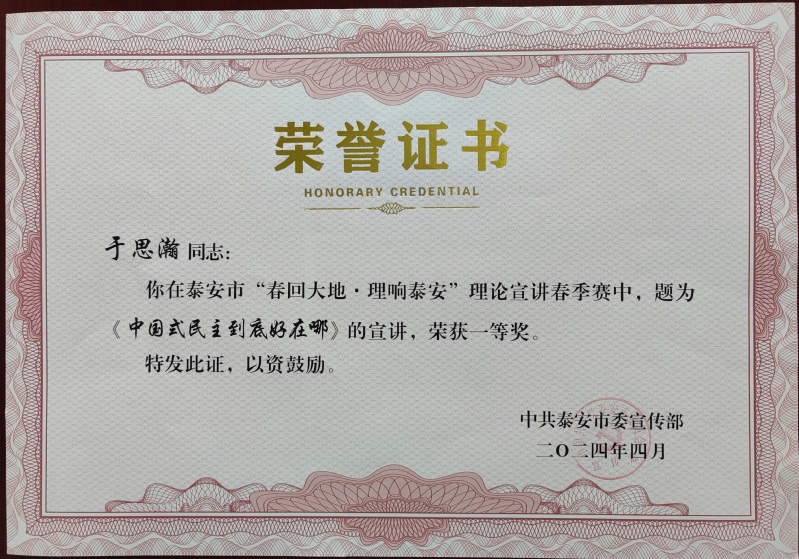 荣誉证书
HONORARY CREDENTIAL
于思瀚 同志：
你在泰安市“春回大地·理响泰安”理论宣讲春季赛中，题为
《中国式民主到底好在哪》的宣讲，荣获一等奖。
特发此证，以资鼓励。
中共泰安市委宣传部
二〇二四年四月